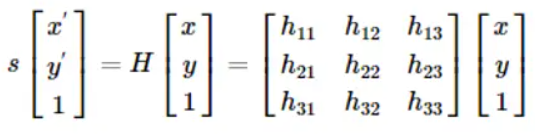 s [x' y' 1] = H [x y 1] = [h₁₁ h₁₂ h₁₃; h₂₁ h₂₂ h₂₃; h₃₁ h₃₂ h₃₃] [x y 1]